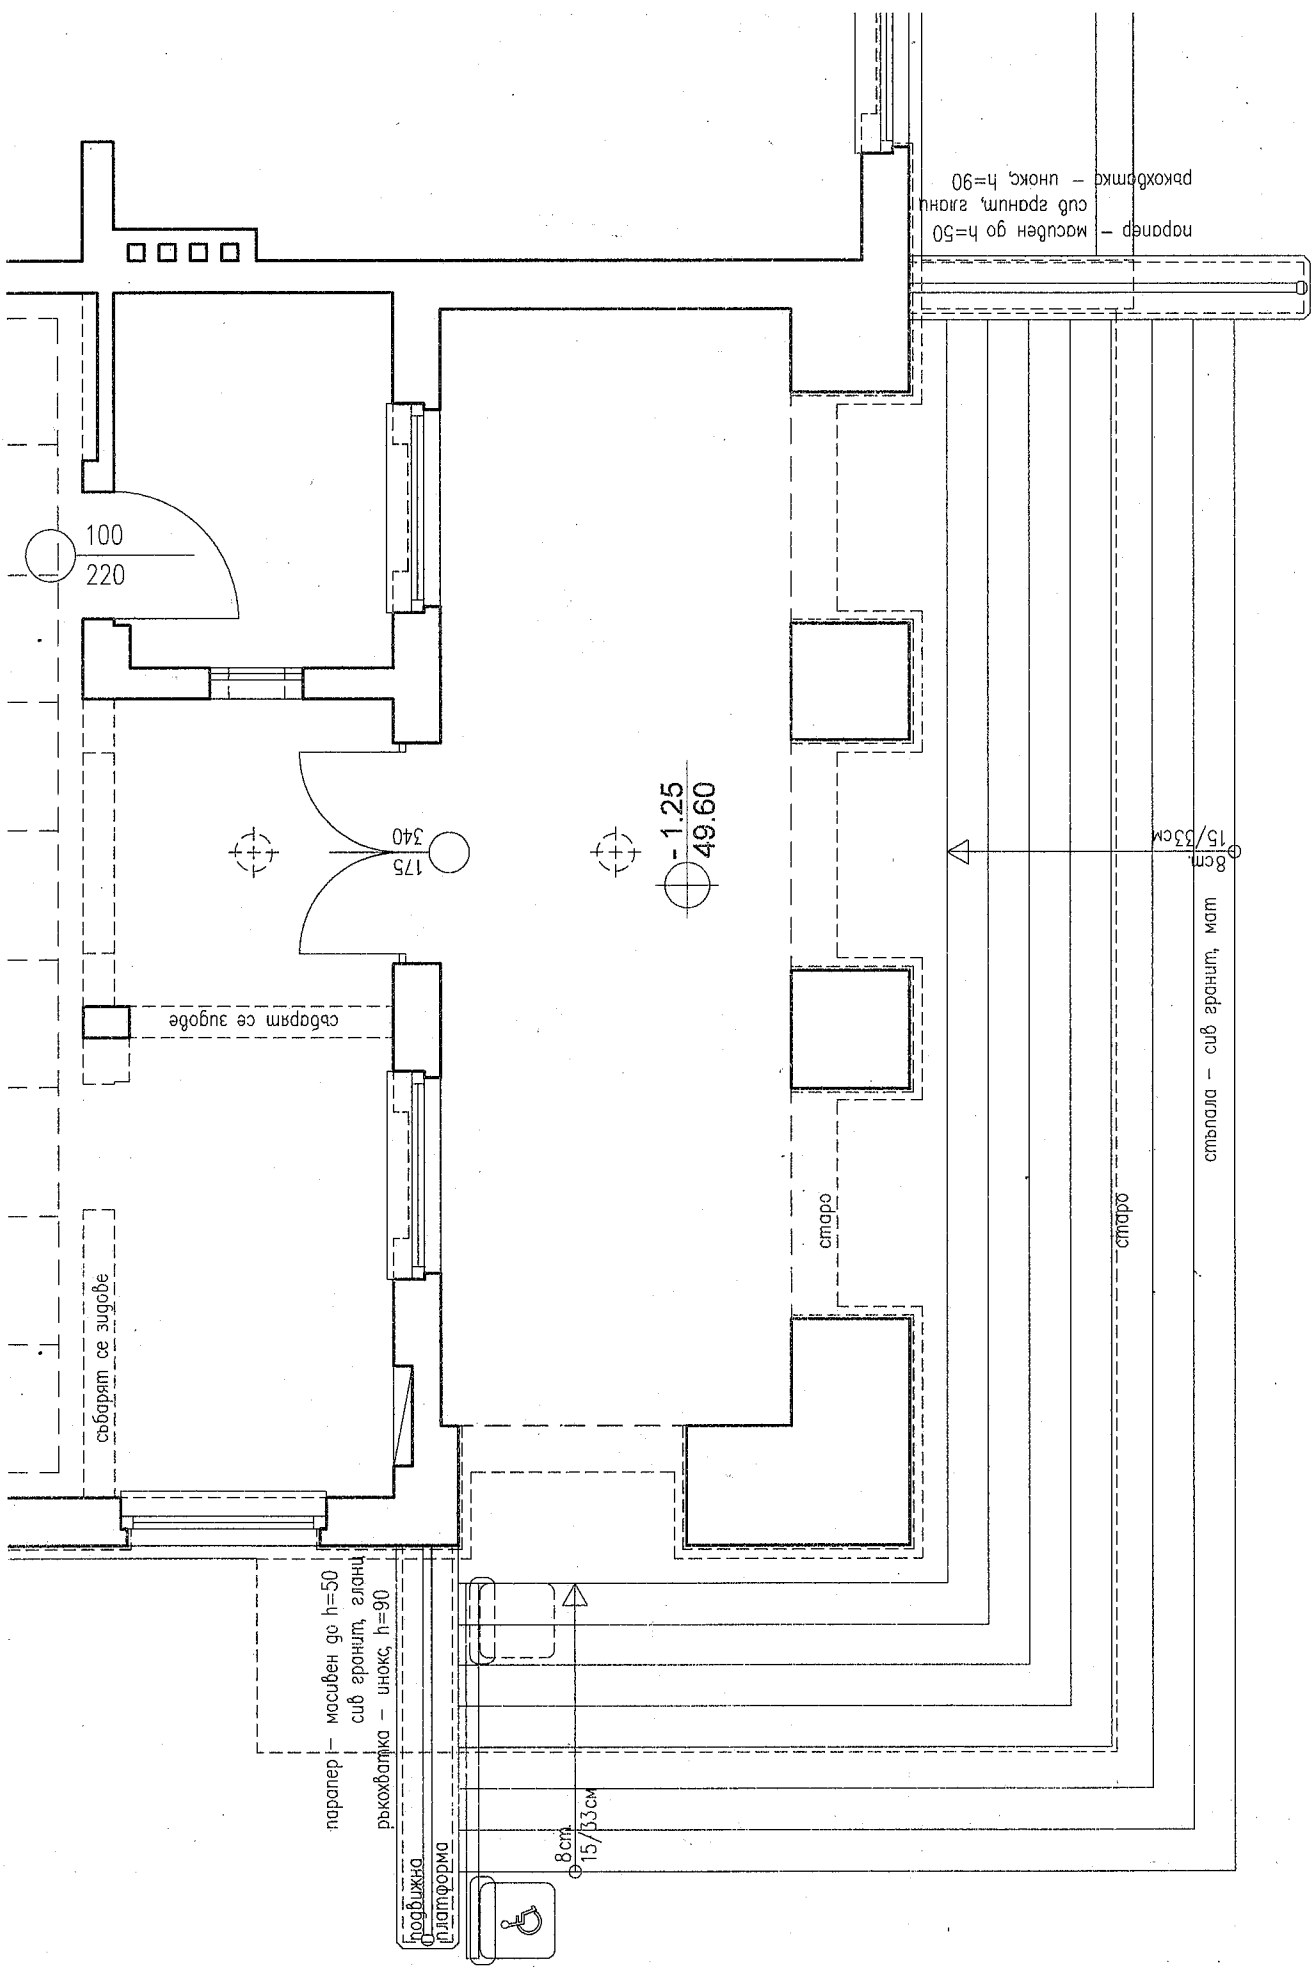 парапет – масивен до h=50
сив гранит, гланц
ръкохватка – инокс, h=90
100
220
340
175
- 1.25
49.60
8ст.
15/33см
стъпала – сив гранит, мат
събарят се зидове
събарят се зидове
старо
старо
парапет – масивен до h=50
сив гранит, гланц
ръкохватка – инокс, h=90
подвижна
платформа
8ст.
15/33см